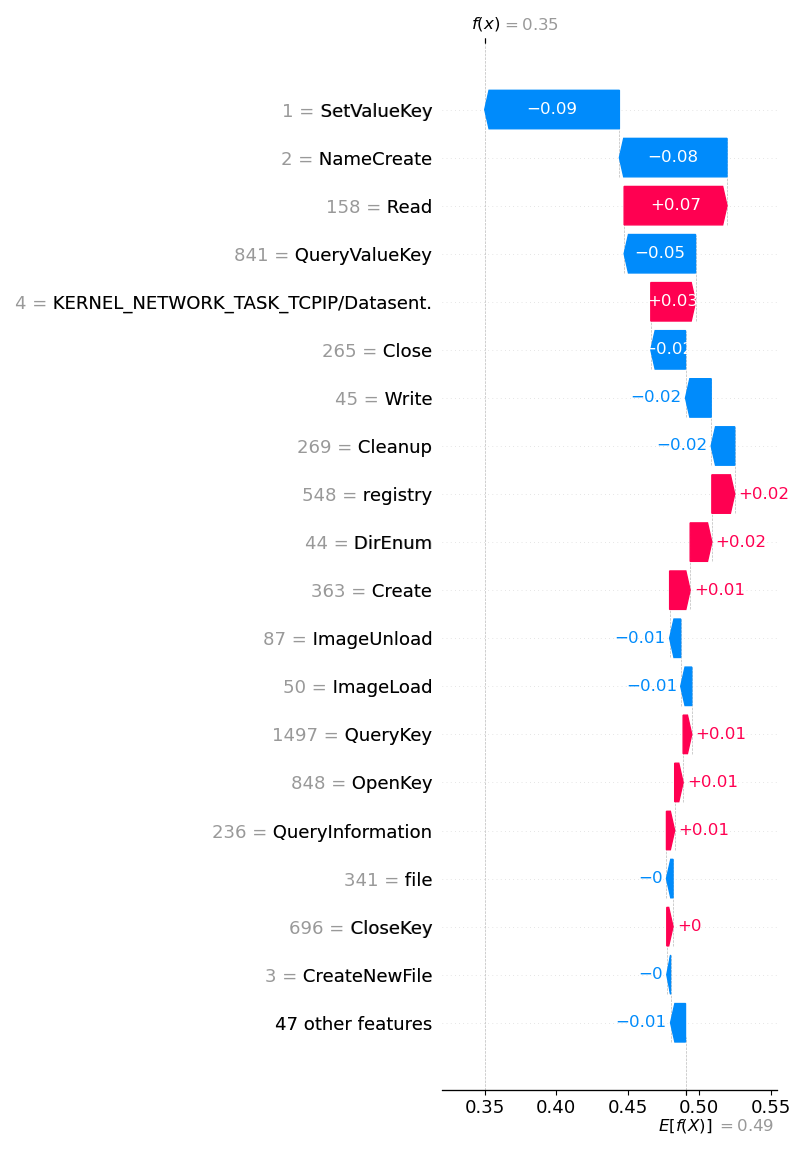 f(x) = 0.35
1 = SetValueKey −0.09
2 = NameCreate −0.08
158 = Read +0.07
841 = QueryValueKey −0.05
4 = KERNEL_NETWORK_TASK_TCPIP/Datasent. +0.03
265 = Close −0.02
45 = Write −0.02
269 = Cleanup −0.02
548 = registry +0.02
44 = DirEnum +0.02
363 = Create +0.01
87 = ImageUnload −0.01
50 = ImageLoad −0.01
1497 = QueryKey +0.01
848 = OpenKey +0.01
236 = QueryInformation +0.01
341 = file −0
696 = CloseKey +0
3 = CreateNewFile −0
47 other features −0.01
0.35 0.40 0.45 0.50 0.55
E[f(X)] = 0.49